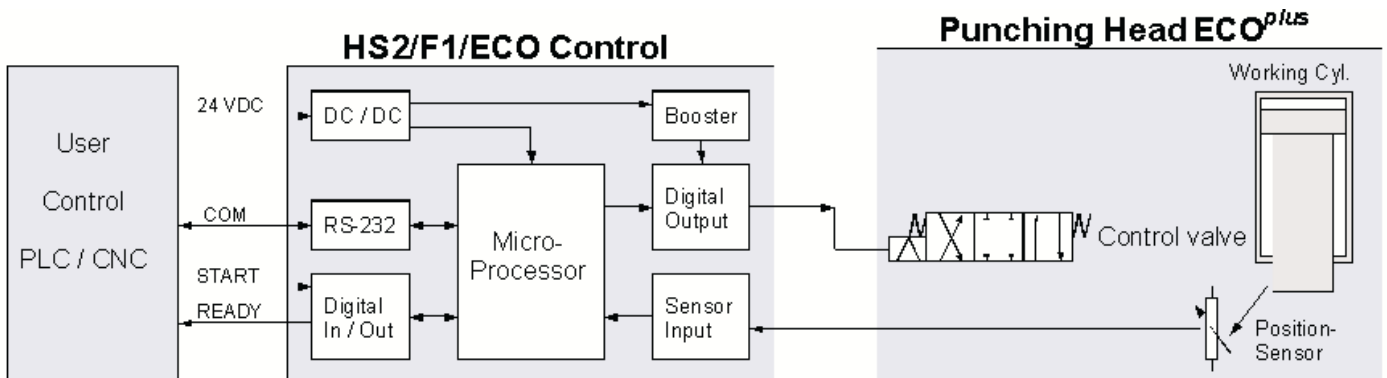 HS2/F1/ECO Control
Punching Head ECOplus
User
Control
PLC / CNC
24 VDC
COM
START
READY
DC / DC
RS-232
Digital
In / Out
Micro-
Processor
Booster
Digital
Output
Sensor
Input
Control valve
Working Cyl.
Position-
Sensor